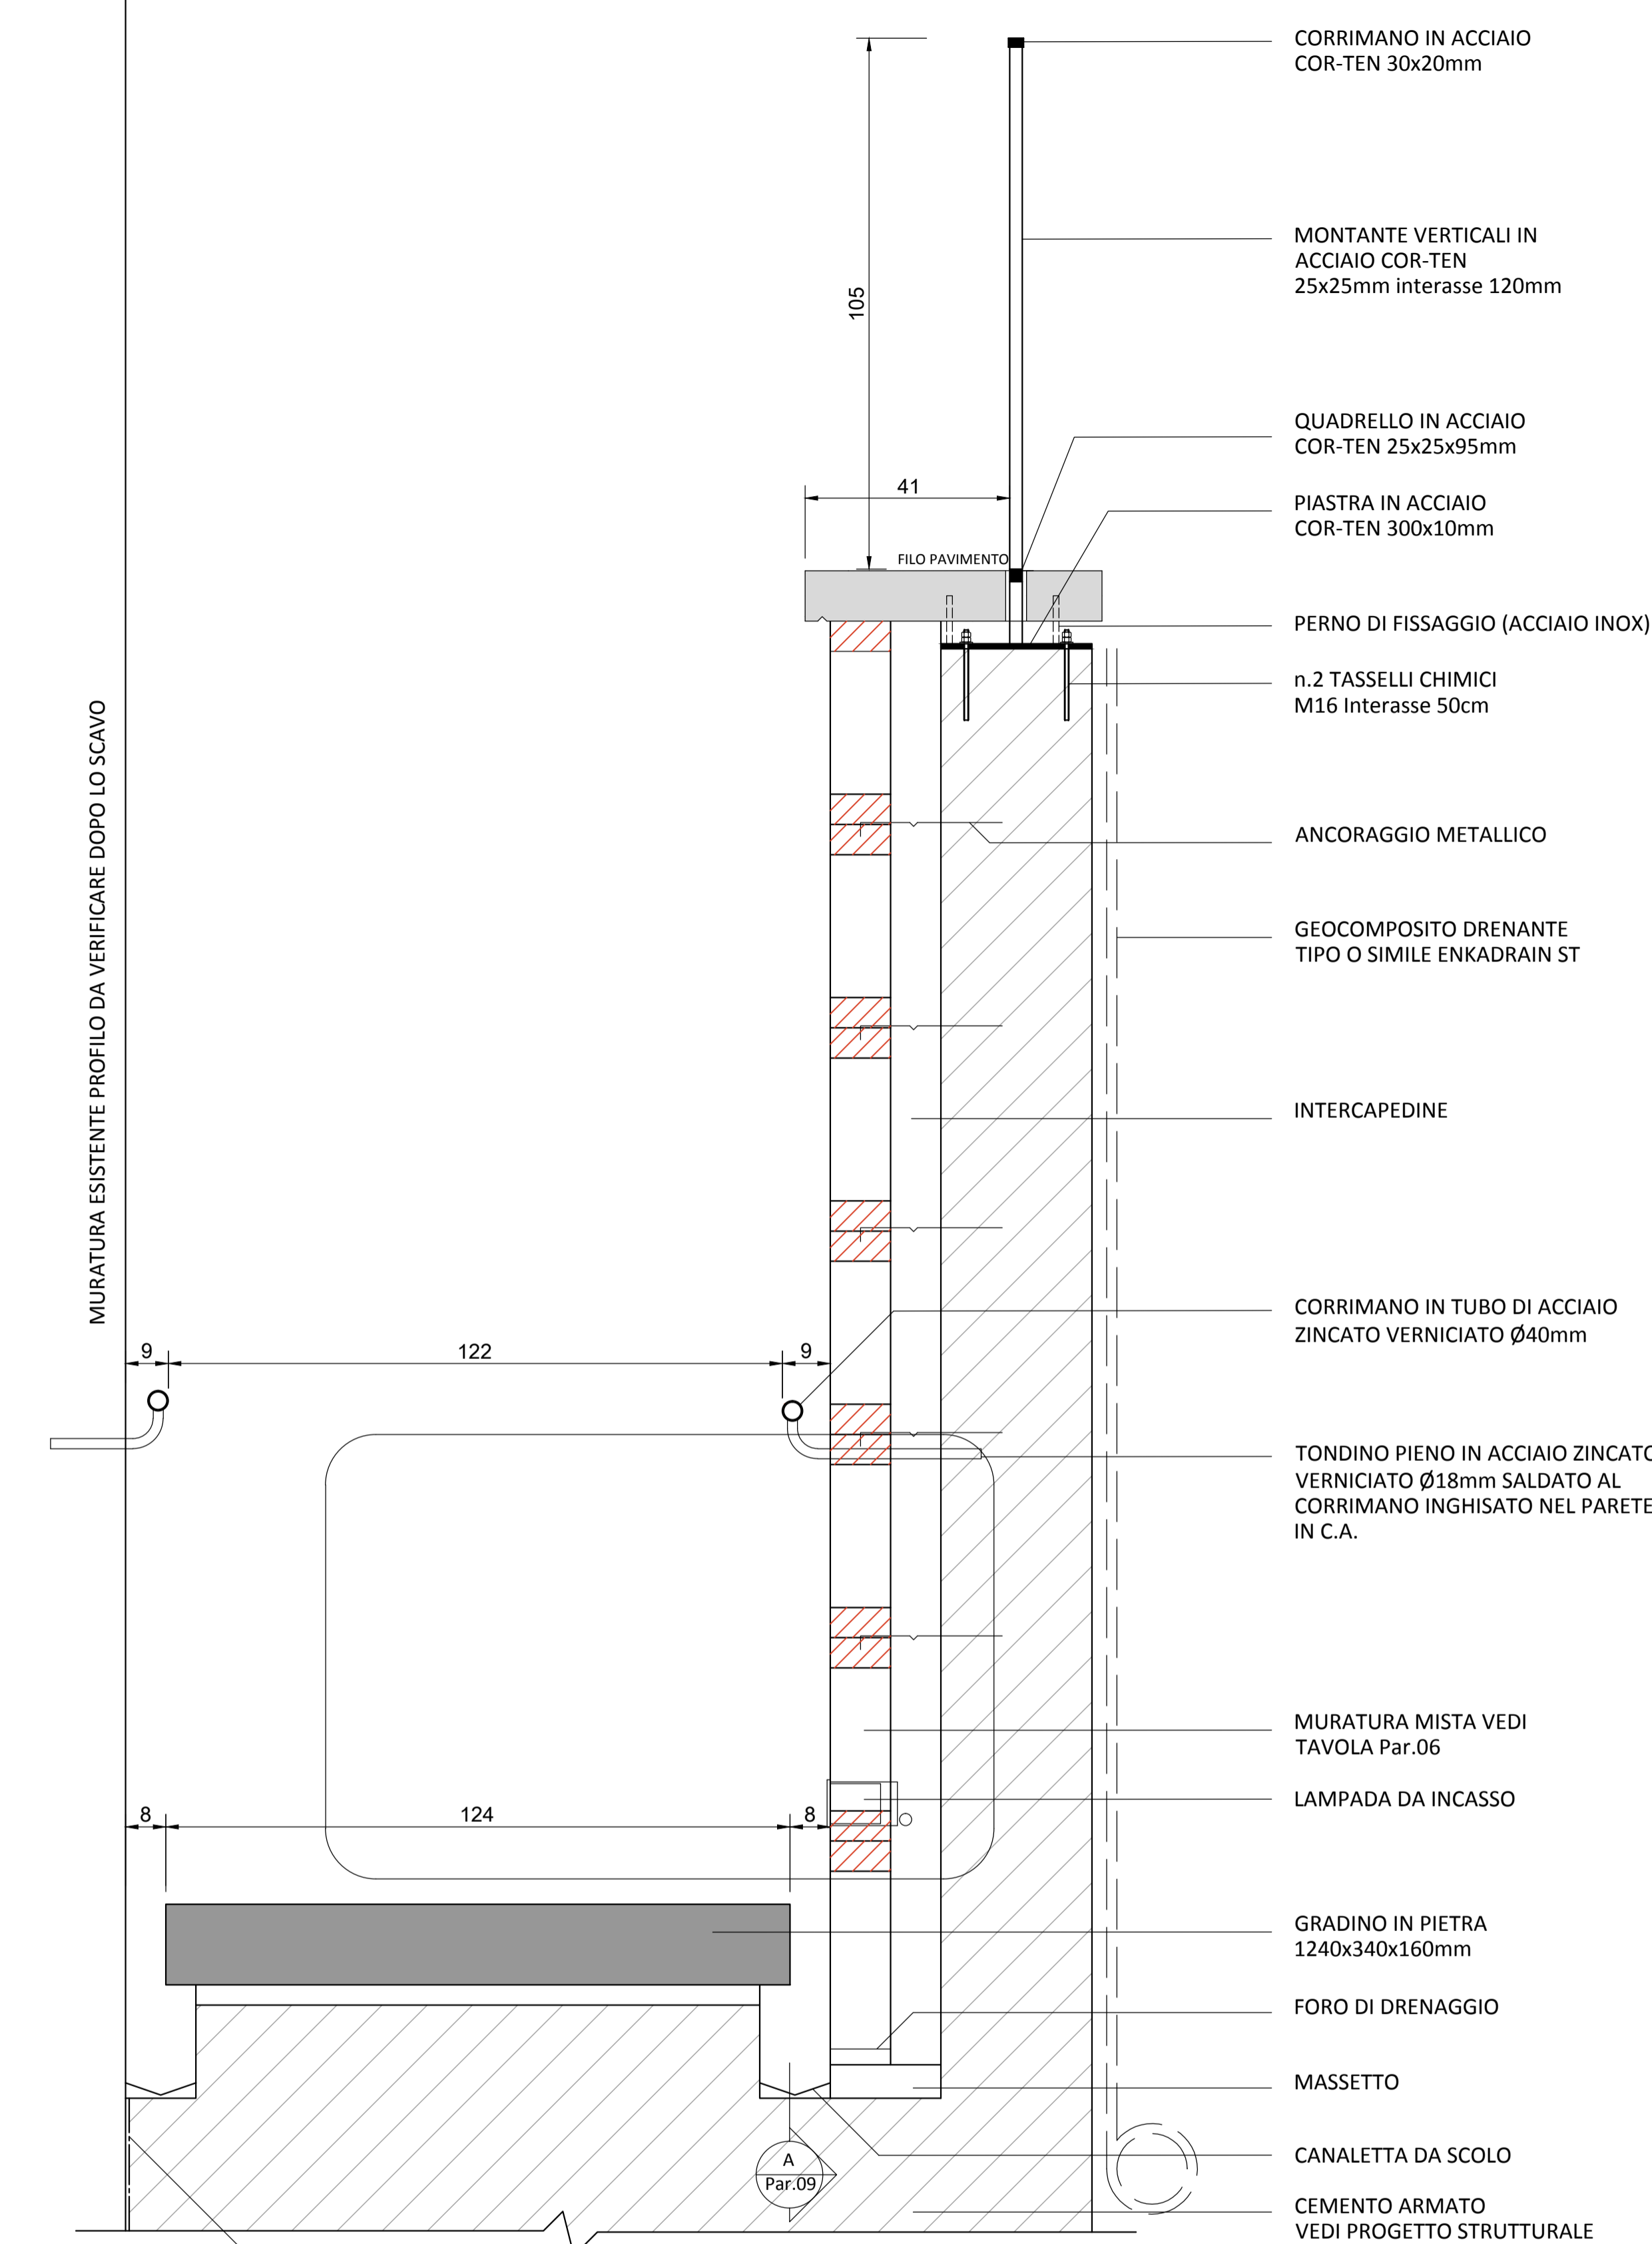 CORRIMANO IN ACCIAIO
COR-TEN 30x20mm
MONTANTE VERTICALI IN
ACCIAIO COR-TEN
25x25mm interasse 120mm
105
QUADRELLO IN ACCIAIO
COR-TEN 25x25x95mm
41
PIASTRA IN ACCIAIO
COR-TEN 300x10mm
FILO PAVIMENTO
PERNO DI FISSAGGIO (ACCIAIO INOX)
n.2 TASSELLI CHIMICI
M16 Interasse 50cm
MURATURA ESISTENTE PROFILO DA VERIFICARE DOPO LO SCAVO
ANCORAGGIO METALLICO
GEOCOMPOSITO DRENANTE
TIPO O SIMILE ENKADRAIN ST
INTERCAPEDINE
CORRIMANO IN TUBO DI ACCIAIO
ZINCATO VERNICIATO Ø40mm
9 122 9
TONDINO PIENO IN ACCIAIO ZINCATO
VERNICIATO Ø18mm SALDATO AL
CORRIMANO INGHISATO NEL PARETE
IN C.A.
MURATURA MISTA VEDI
TAVOLA Par.06
LAMPADA DA INCASSO
8 124 8
GRADINO IN PIETRA
1240x340x160mm
FORO DI DRENAGGIO
MASSETTO
CANALETTA DA SCOLO
A
Par.09
CEMENTO ARMATO
VEDI PROGETTO STRUTTURALE